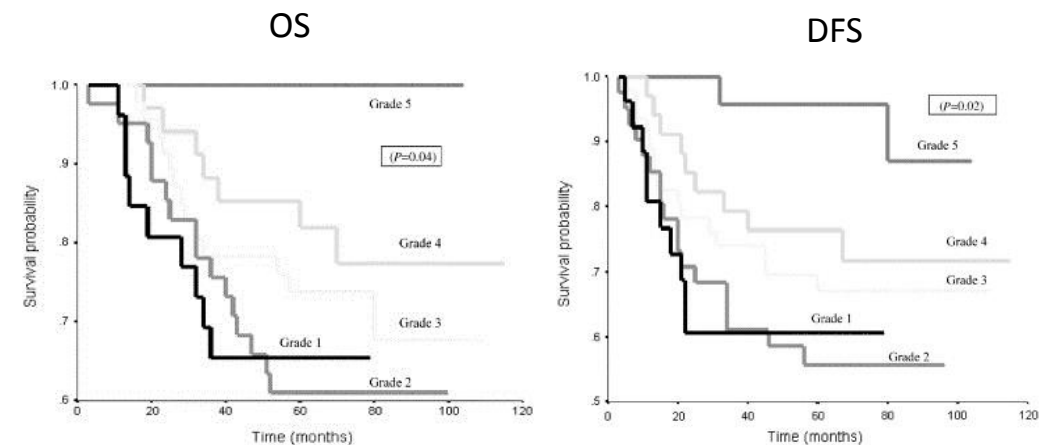 OS
DFS
1.0
.9
.8
.7
.6
0
20
40
60
80
100
120
Survival probability
Time (months)
Grade 5
(P=0.04)
Grade 4
Grade 3
Grade 1
Grade 2
1.0
.9
.8
.7
.6
.5
0
20
40
60
80
100
120
Survival probability
Time (months)
(P=0.02)
Grade 5
Grade 4
Grade 3
Grade 1
Grade 2